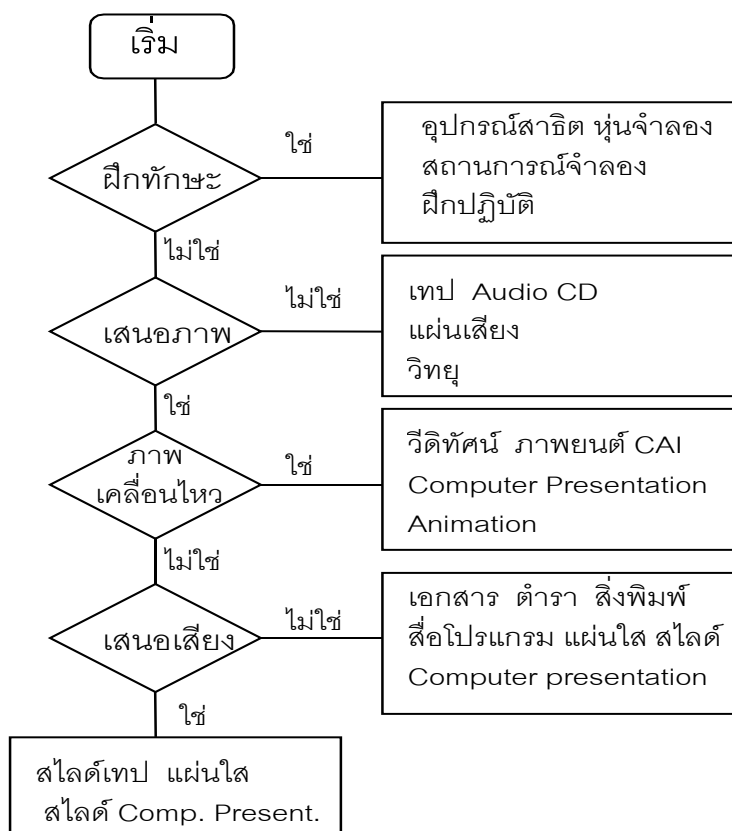 เริ่ม
ใช่
อุปกรณ์สาธิต หุ่นจำลอง
สถานการณ์จำลอง
ฝึกปฏิบัติ
ฝึกทักษะ
ไม่ใช่
ไม่ใช่
เทป Audio CD
แผ่นเสียง
วิทยุ
เสนอภาพ
ใช่
ภาพ
เคลื่อนไหว
ใช่
วีดิทัศน์ ภาพยนต์ CAI
Computer Presentation
Animation
ไม่ใช่
เสนอเสียง
ไม่ใช่
เอกสาร ตำรา สิ่งพิมพ์
สื่อโปรแกรม แผ่นใส สไลด์
Computer presentation
ใช่
สไลด์เทป แผ่นใส
สไลด์ Comp. Present.